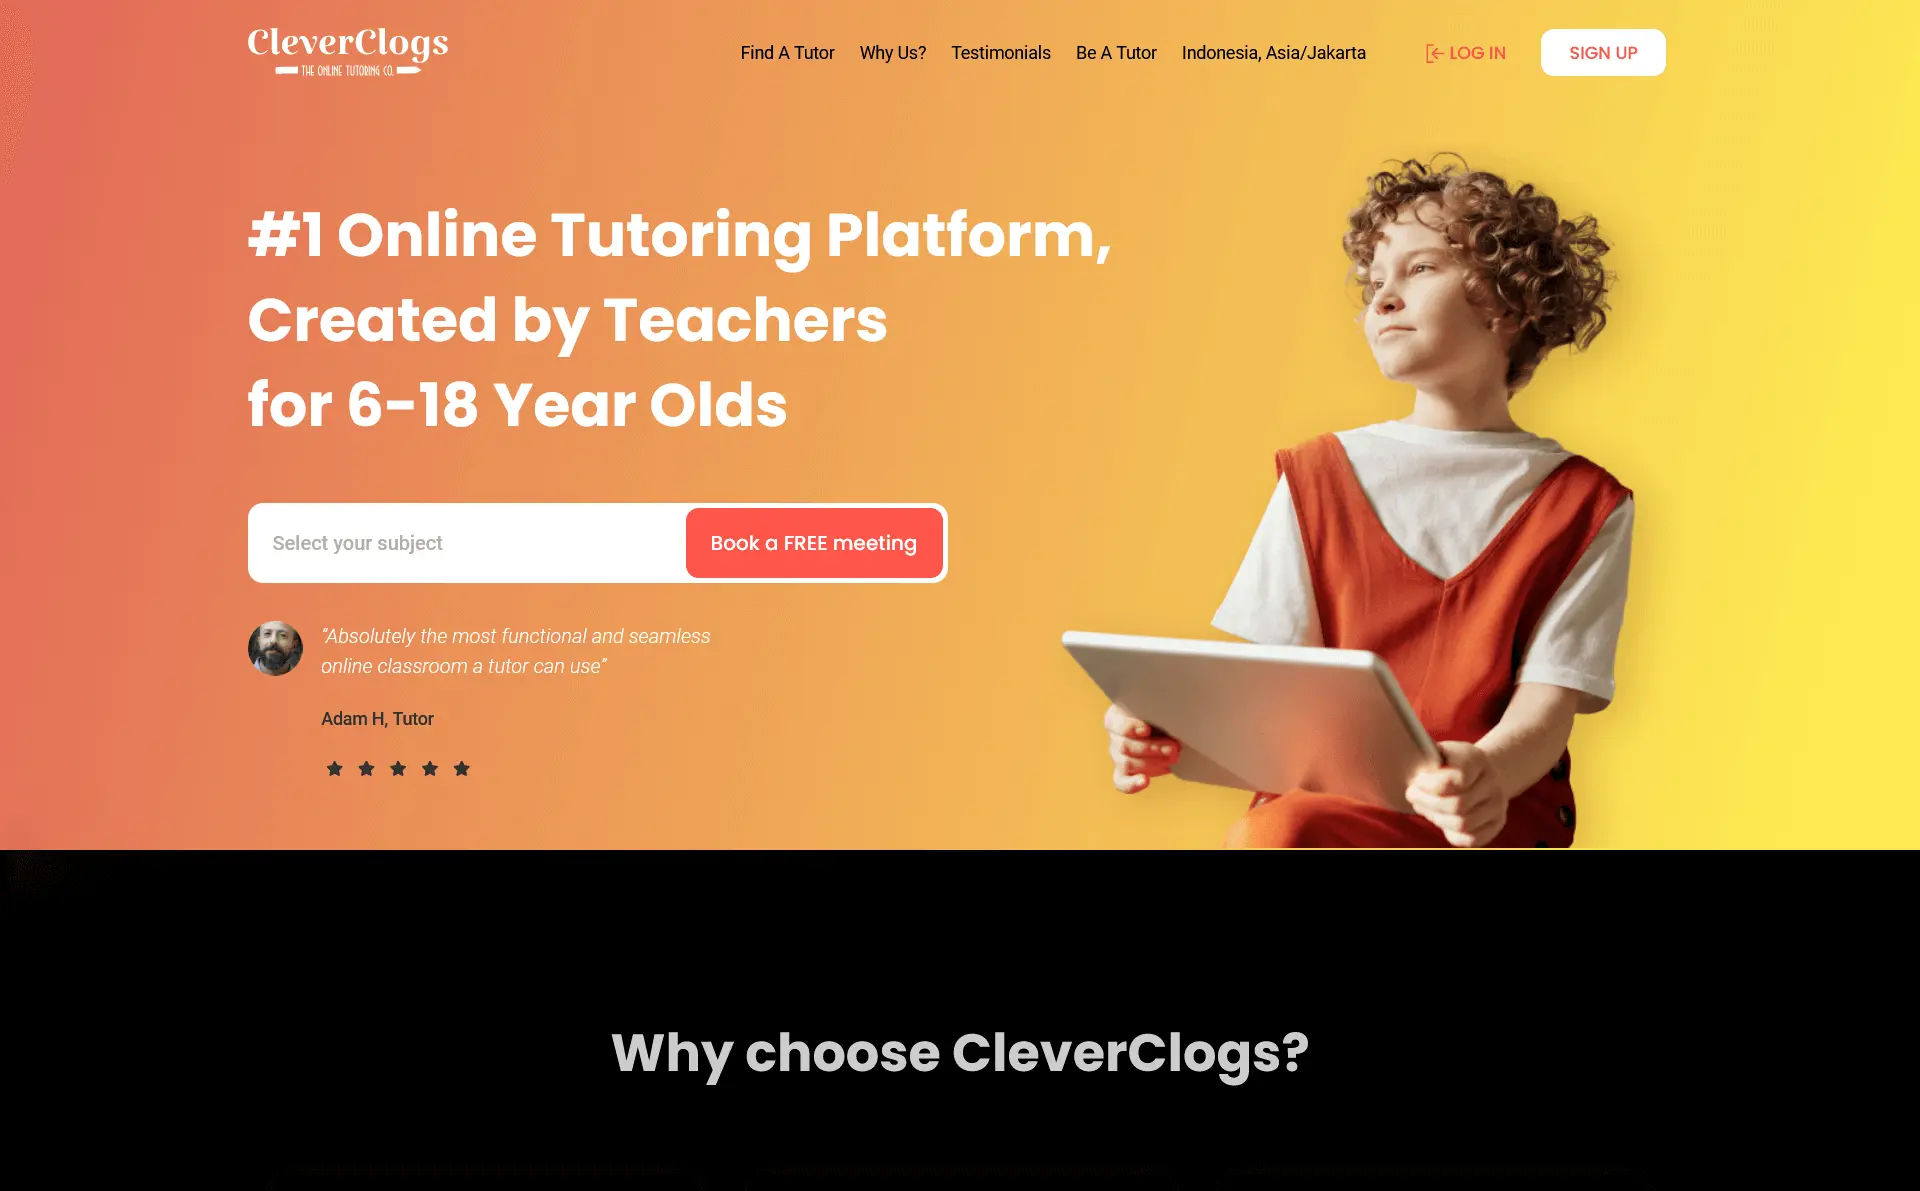 CleverClogs
THE ONLINE TUTORING CO.
Find A Tutor
Why Us?
Testimonials
Be A Tutor
Indonesia, Asia/Jakarta
LOG IN
SIGN UP
#1 Online Tutoring Platform,
Created by Teachers
for 6-18 Year Olds
Select your subject
Book a FREE meeting
“Absolutely the most functional and seamless
online classroom a tutor can use”
Adam H, Tutor
Why choose CleverClogs?